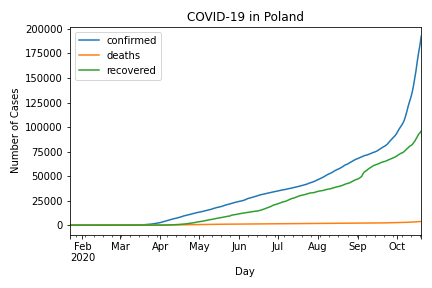 COVID-19 in Poland
confirmed
deaths
recovered
Number of Cases
200000
175000
150000
125000
100000
75000
50000
25000
0
Feb Mar Apr May Jun Jul Aug Sep Oct
2020
Day